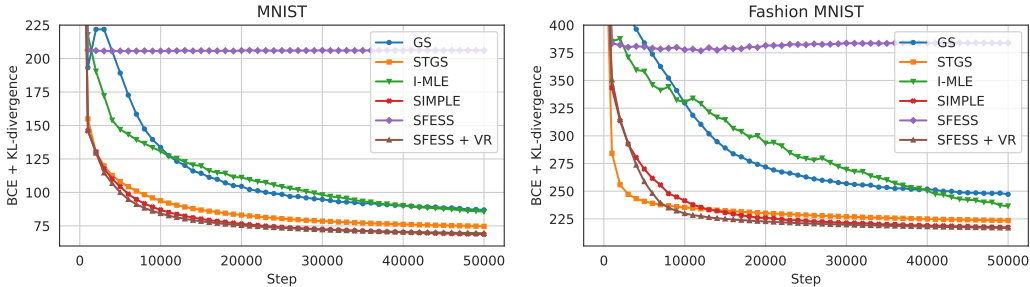 MNIST
BCE + KL-divergence
225
200
175
150
125
100
75
0
10000
20000
30000
40000
50000
Step
GS
STGS
I-MLE
SIMPLE
SFESS
SFESS + VR
Fashion MNIST
BCE + KL-divergence
400
375
350
325
300
275
250
225
0
10000
20000
30000
40000
50000
Step
GS
STGS
I-MLE
SIMPLE
SFESS
SFESS + VR